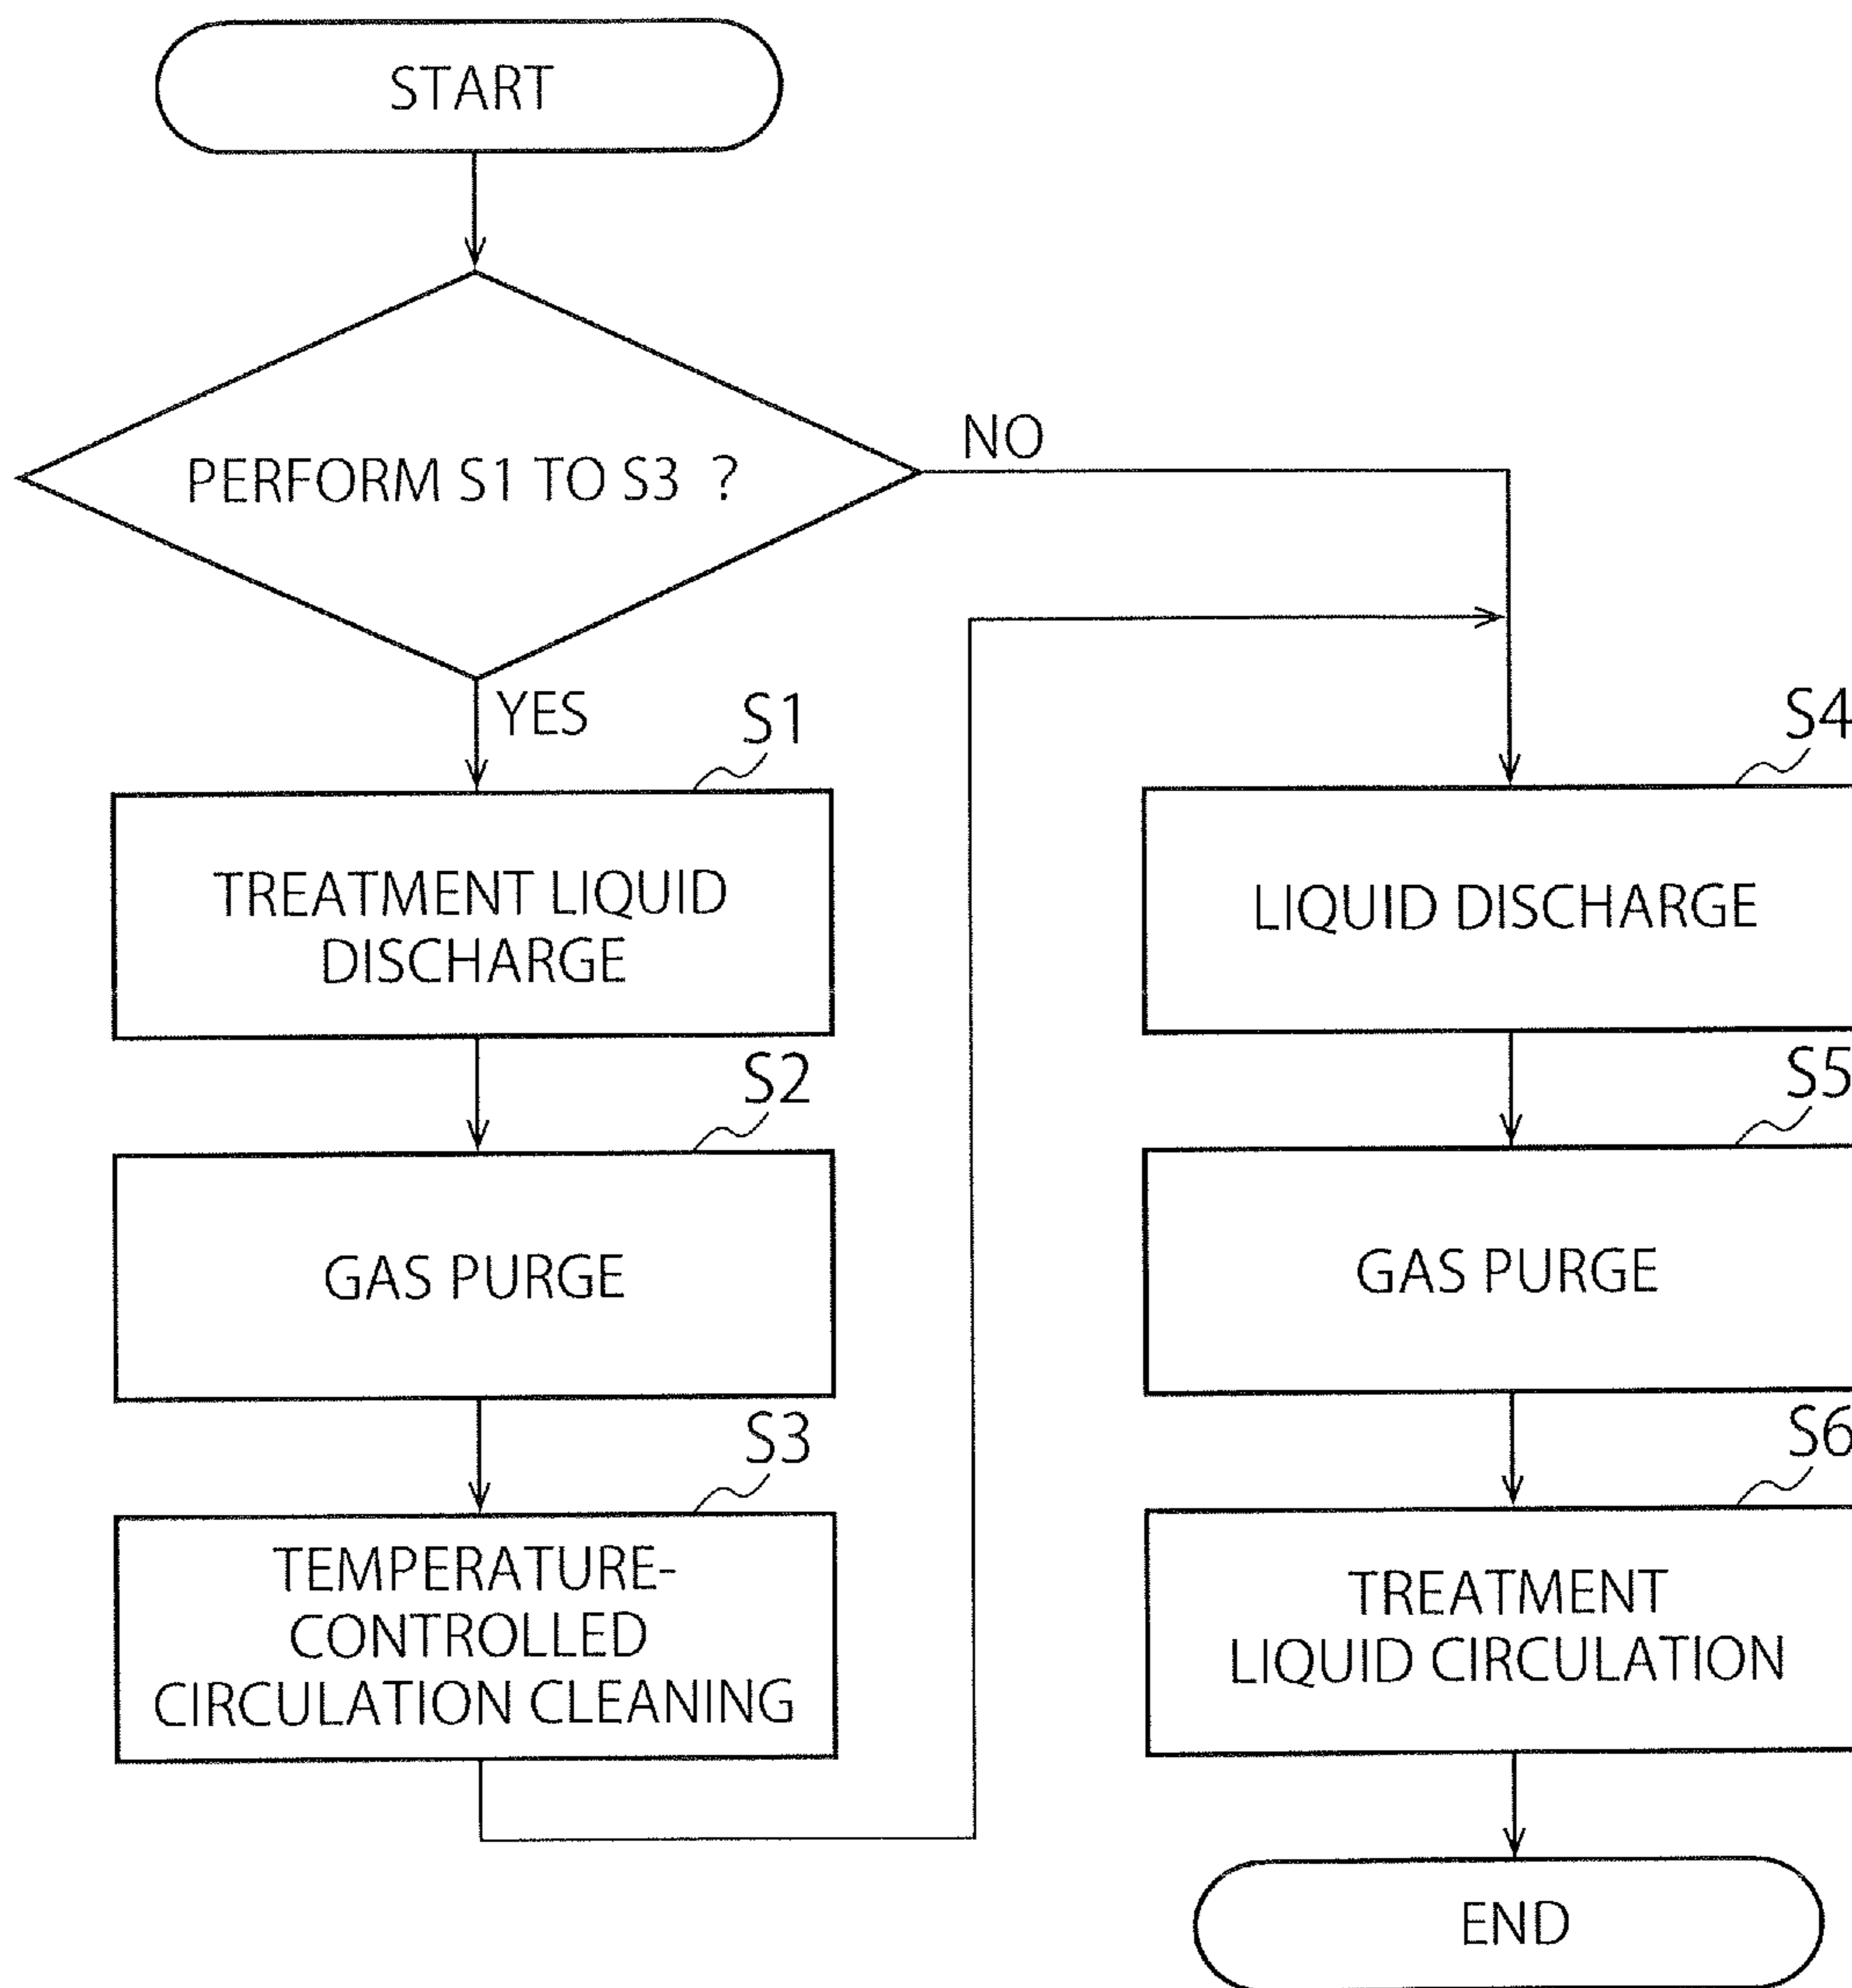 START
PERFORM S1 TO S3 ?
NO
YES
S1
TREATMENT LIQUID
DISCHARGE
S2
GAS PURGE
S3
TEMPERATURE-
CONTROLLED
CIRCULATION CLEANING
S4
LIQUID DISCHARGE
S5
GAS PURGE
S6
TREATMENT
LIQUID CIRCULATION
END